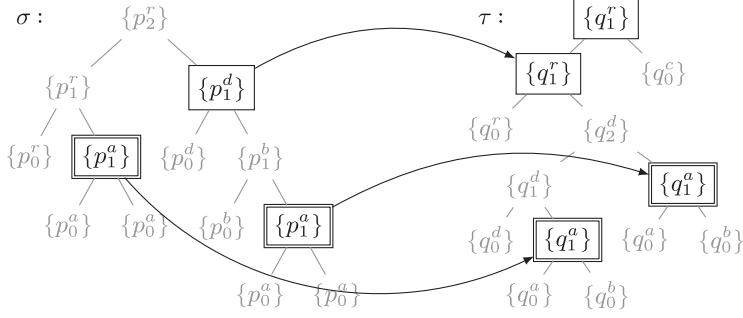 σ : {p_2^r} τ : {q_1^r}
{p_1^r} {p_1^d} {q_1^r} {q_0^c}
{p_0^r} {p_1^a} {p_0^d} {p_1^b} {q_0^r} {q_2^d}
{q_1^d} {q_1^a}
{p_0^a} {p_0^a} {p_0^b} {p_1^a} {q_0^d} {q_1^a} {q_0^a} {q_0^b}
{p_0^a} {p_0^a} {q_0^a} {q_0^b}